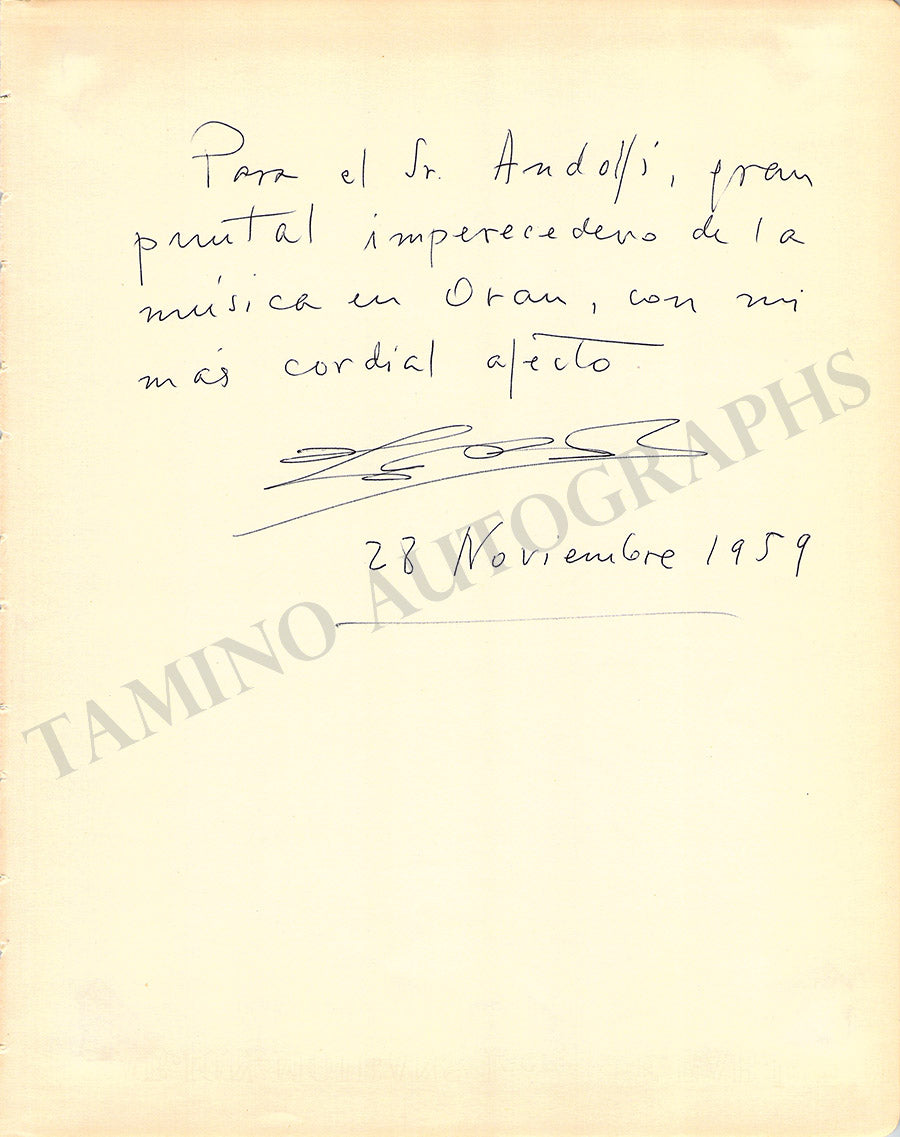 Para el Sr. Andolfi, gran
puntal imperecedero de la
música en Oran, con mi
más cordial afecto
28 Noviembre 1959
TAMINO AUTOGRAPHS